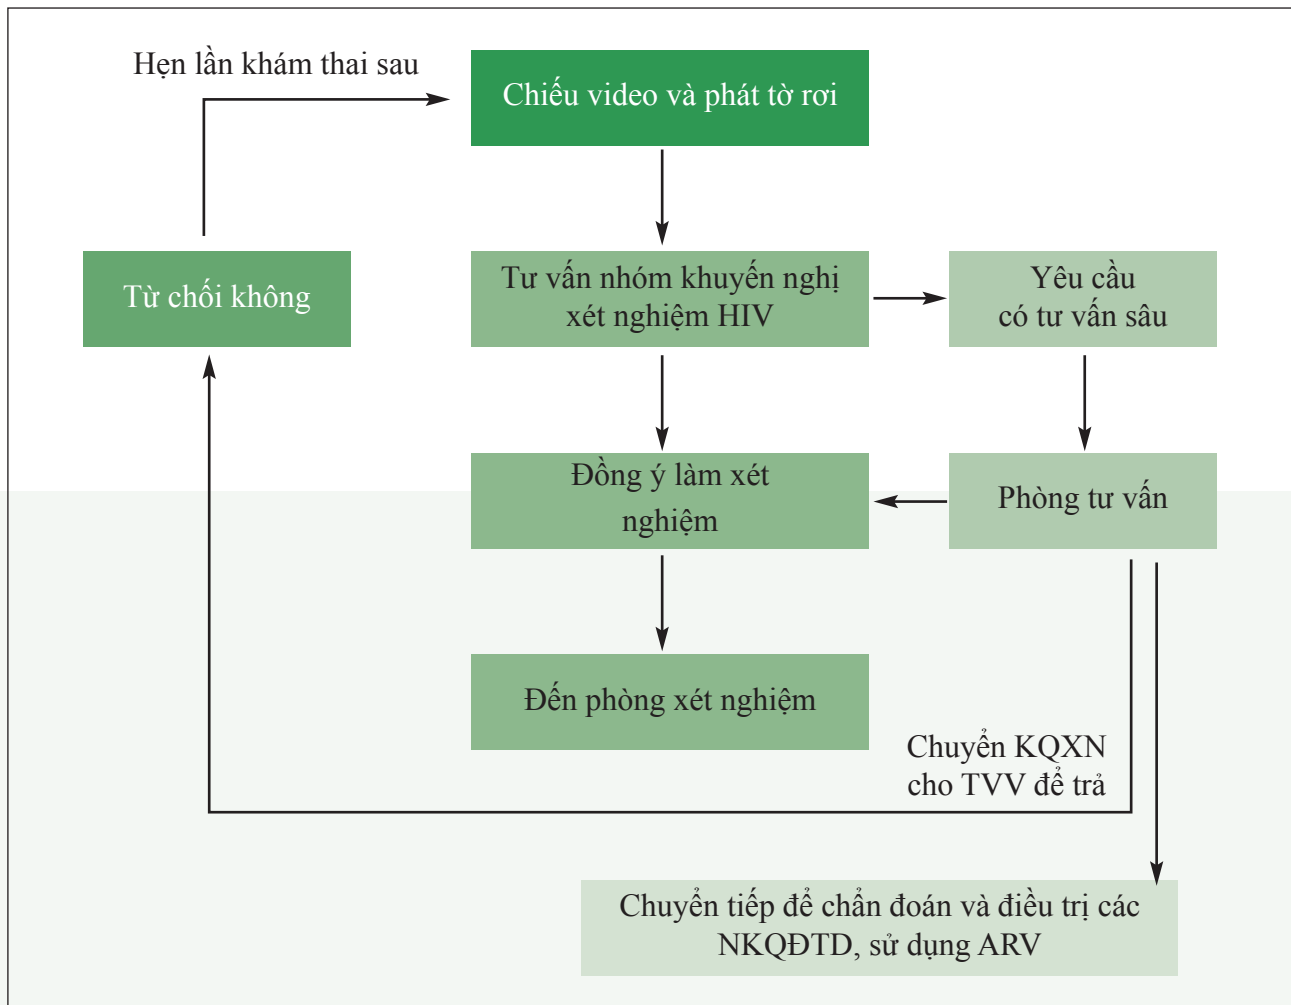 Hẹn lần khám thai sau
Chiếu video và phát tờ rơi
Từ chối không
Tư vấn nhóm khuyến nghị
xét nghiệm HIV
Yêu cầu
có tư vấn sâu
Đồng ý làm xét
nghiệm
Phòng tư vấn
Đến phòng xét nghiệm
Chuyển KQXN
cho TVV để trả
Chuyển tiếp để chẩn đoán và điều trị các
NKQĐTD, sử dụng ARV